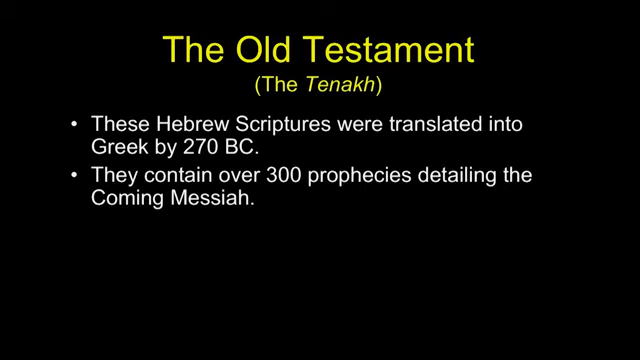 The Old Testament
(The Tenakh)
• These Hebrew Scriptures were translated into
Greek by 270 BC.
• They contain over 300 prophecies detailing the
Coming Messiah.